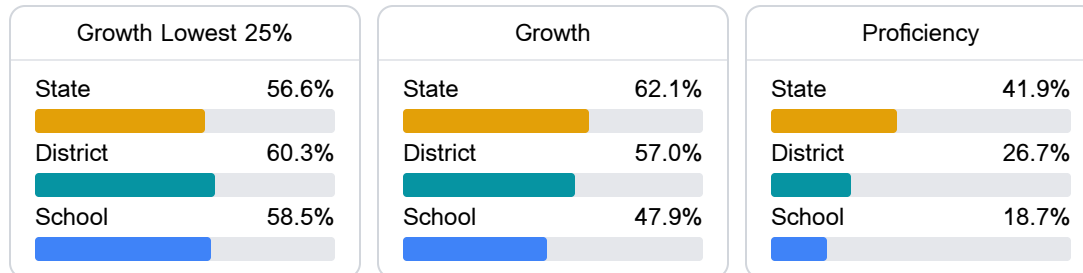 Growth Lowest 25%
State 56.6%
District 60.3%
School 58.5%
Growth
State 62.1%
District 57.0%
School 47.9%
Proficiency
State 41.9%
District 26.7%
School 18.7%